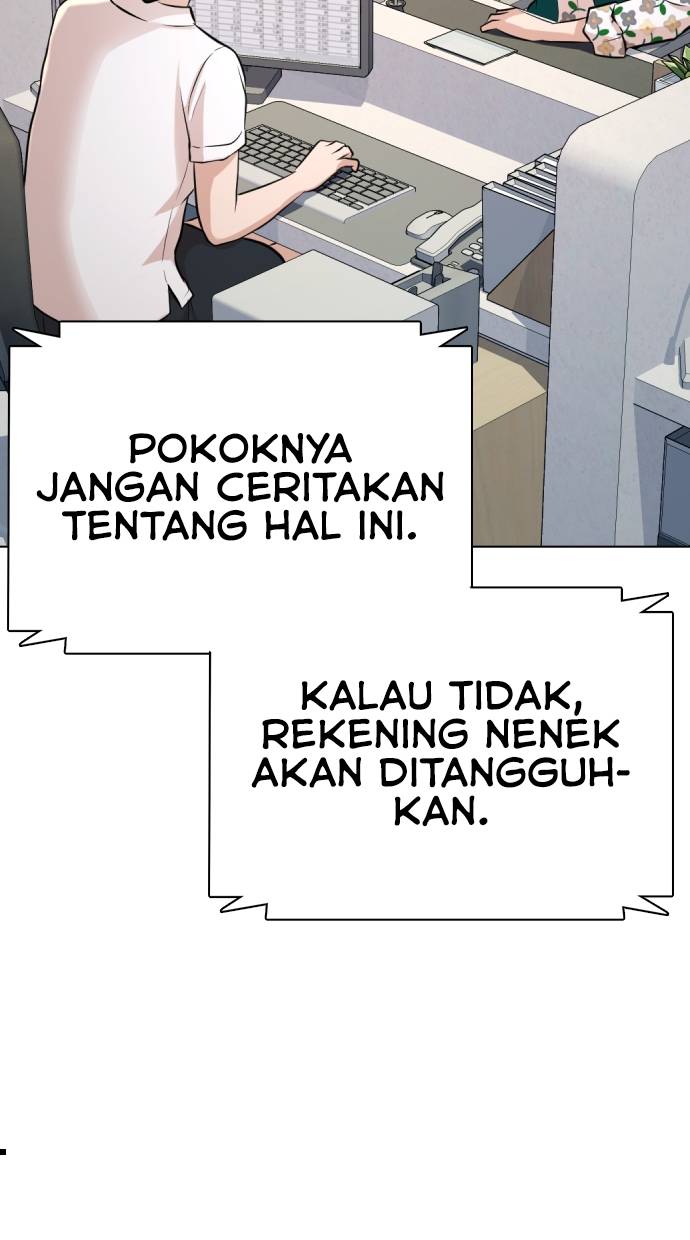 POKOKNYA
JANGAN CERITAKAN
TENTANG HAL INI.
KALAU TIDAK,
REKENING NENEK
AKAN DITANGGUH-
KAN.